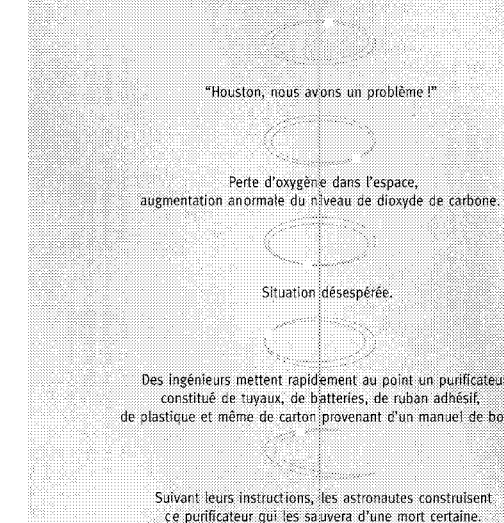 "Houston, nous avons un problème !"
Perte d'oxygène dans l'espace,
augmentation anormale du niveau de dioxyde de carbone.
Situation désespérée.
Des ingénieurs mettent rapidement au point un purificateu
constitué de tuyaux, de batteries, de ruban adhésif,
de plastique et même de carton provenant d'un manuel de bo
Suivant leurs instructions, les astronautes construisent
ce purificateur qui les sauvera d'une mort certaine.